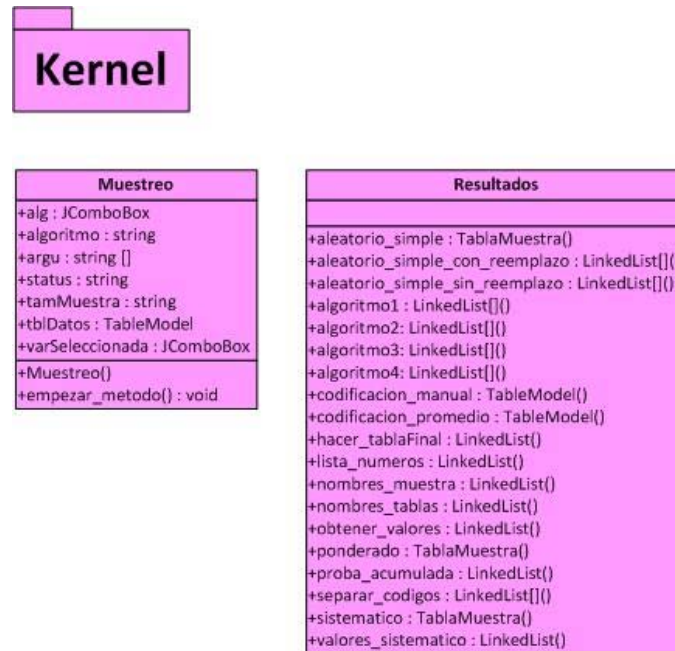 Kernel
Muestreo
+alg : JComboBox
+algoritmo : string
+argu : string []
+status : string
+tamMuestra : string
+tblDatos : TableModel
+varSeleccionada : JComboBox
+Muestreo()
+empezar_metodo() : void
Resultados
+aleatorio_simple : TablaMuestra()
+aleatorio_simple_con_reemplazo : LinkedList[](
+aleatorio_simple_sin_reemplazo : LinkedList[]()
+algoritmo1 : LinkedList[]()
+algoritmo2: LinkedList[]()
+algoritmo3: LinkedList[]()
+algoritmo4: LinkedList[]()
+codificacion_manual : TableModel()
+codificacion_promedio : TableModel()
+hacer_tablaFinal : LinkedList()
+lista_numeros : LinkedList()
+nombres_muestra : LinkedList()
+nombres_tablas : LinkedList()
+obtener_valores : LinkedList()
+ponderado : TablaMuestra()
+proba_acumulada : LinkedList()
+separar_codigos : LinkedList[]()
+sistematico : TablaMuestra()
+valores_sistematico : LinkedList()